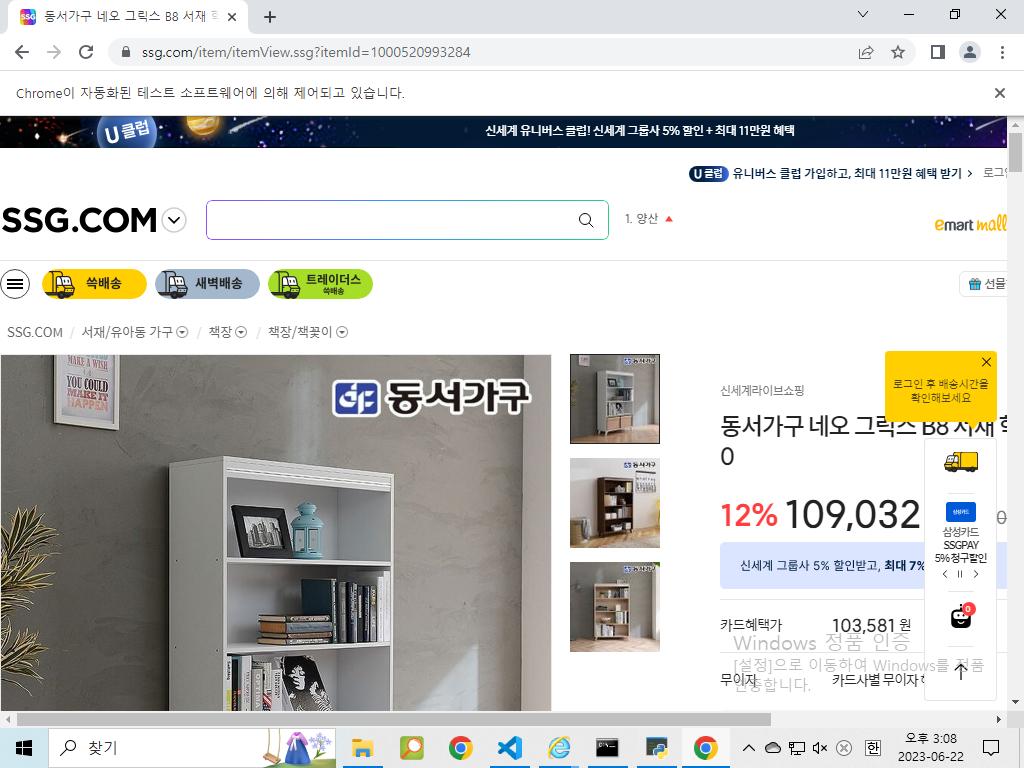 동서가구 네오 그릭스 B8 서재
ssg.com/item/itemView.ssg?itemId=1000520993284
Chrome이 자동화된 테스트 소프트웨어에 의해 제어되고 있습니다.
U 클럽
신세계 유니버스 클럽! 신세계 그룹사 5% 할인 + 최대 11만원 혜택
U 클럽 유니버스 클럽 가입하고, 최대 11만원 혜택 받기 >
SSG.COM
1. 양산
emart mall
쓱배송
새벽배송
트레이더스
쓱배송
선물
SSG.COM / 서재/유아동 가구 / 책장 / 책장/책꽂이
MAKE A WISH
YOU COULD
MAKE IT
HAPPEN
동서가구
신세계라이브쇼핑
로그인 후 배송시간을
확인해보세요
동서가구 네오 그릭스 B8 서재
0
12% 109,032
삼성카드
삼성카드
SSGPAY
5% 청구할인
신세계 그룹사 5% 할인받고, 최대 7%
0
카드혜택가 103,581 원
Windows 정품 인증
[설정]으로 이동하여 Windows를 정품
인증합니다.
무이자 카드사별 무이자
찾기
오후 3:08
2023-06-22
한